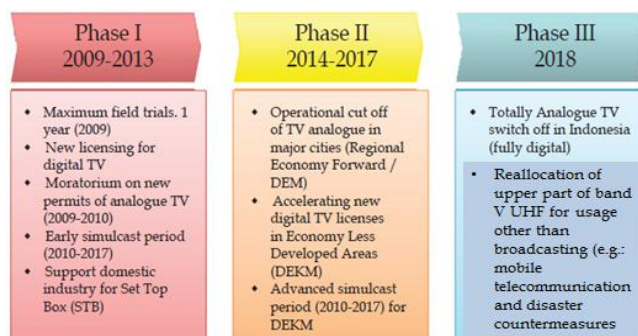 Phase I
2009-2013
◆ Maximum field trials. 1
year (2009)
◆ New licensing for
digital TV
◆ Moratorium on new
permits of analogue TV
(2009-2010)
◆ Early simulcast period
(2010-2017)
◆ Support domestic
industry for Set Top
Box (STB)
Phase II
2014-2017
◆ Operational cut off
of TV analogue in
major cities (Regional
Economy Forward /
DEM)
◆ Accelerating new
digital TV licenses
in Economy Less
Developed Areas
(DEKM)
◆ Advanced simulcast
period (2010-2017) for
DEKM
Phase III
2018
◆ Totally Analogue TV
switch off in Indonesia
(fully digital)
• Reallocation of
upper part of band
V UHF for usage
other than
broadcasting (e.g.:
mobile
telecommunication
and disaster
countermeasures